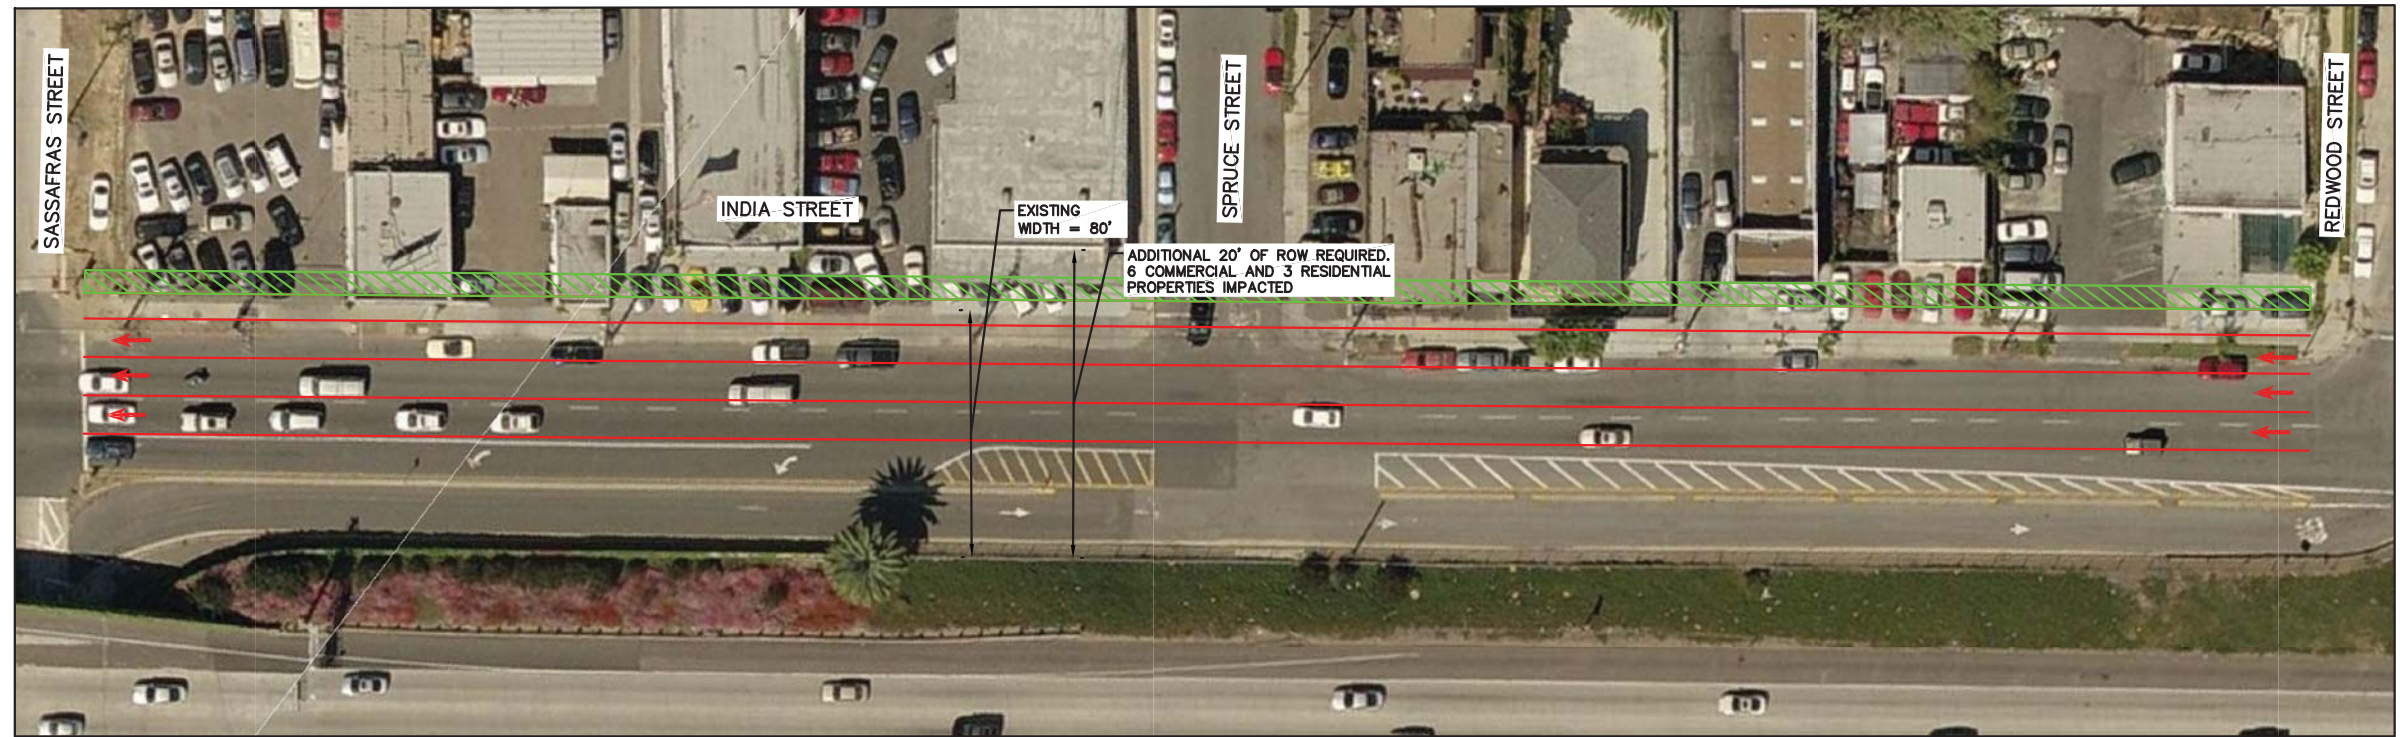 SASSAFRAS STREET
INDIA STREET
EXISTING
WIDTH = 80'
SPRUCE STREET
ADDITIONAL 20' OF ROW REQUIRED.
6 COMMERCIAL AND 3 RESIDENTIAL
PROPERTIES IMPACTED
REDWOOD STREET